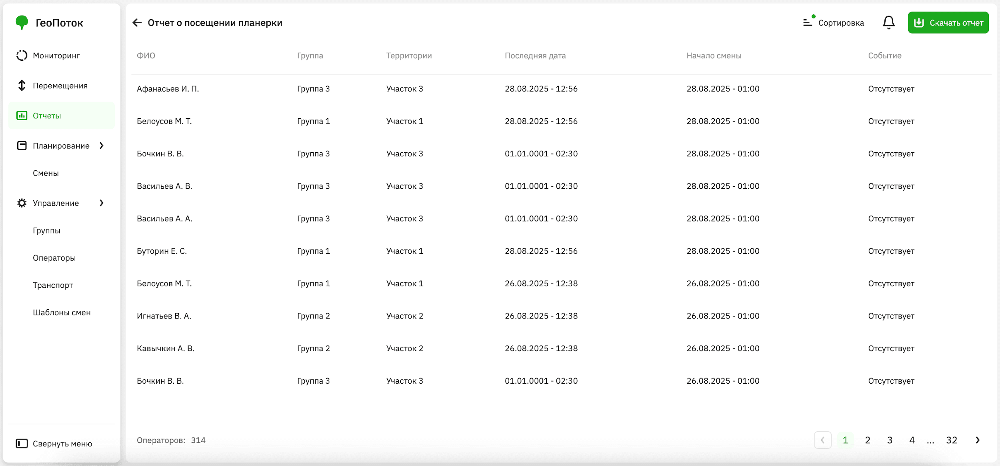 ГеоПоток
Мониторинг
Перемещения
Отчеты
Планирование
Смены
Управление
Группы
Операторы
Транспорт
Шаблоны смен
Свернуть меню
Отчет о посещении планерки
Сортировка
Скачать отчет
ФИО Группа Территории Последняя дата Начало смены Событие
Афанасьев И. П. Группа 3 Участок 3 28.08.2025 - 12:56 28.08.2025 - 01:00 Отсутствует
Белоусов М. Т. Группа 1 Участок 1 28.08.2025 - 12:56 28.08.2025 - 01:00 Отсутствует
Бочкин В. В. Группа 3 Участок 3 01.01.0001 - 02:30 28.08.2025 - 01:00 Отсутствует
Васильев А. В. Группа 3 Участок 3 01.01.0001 - 02:30 28.08.2025 - 01:00 Отсутствует
Васильев А. А. Группа 3 Участок 3 01.01.0001 - 02:30 28.08.2025 - 01:00 Отсутствует
Буторин Е. С. Группа 1 Участок 1 28.08.2025 - 12:56 28.08.2025 - 01:00 Отсутствует
Белоусов М. Т. Группа 1 Участок 1 26.08.2025 - 12:38 26.08.2025 - 01:00 Отсутствует
Игнатьев В. А. Группа 2 Участок 2 26.08.2025 - 12:38 26.08.2025 - 01:00 Отсутствует
Кавычкин А. В. Группа 2 Участок 2 26.08.2025 - 12:38 26.08.2025 - 01:00 Отсутствует
Бочкин В. В. Группа 3 Участок 3 01.01.0001 - 02:30 26.08.2025 - 01:00 Отсутствует
Операторов: 314
1 2 3 4 ... 32